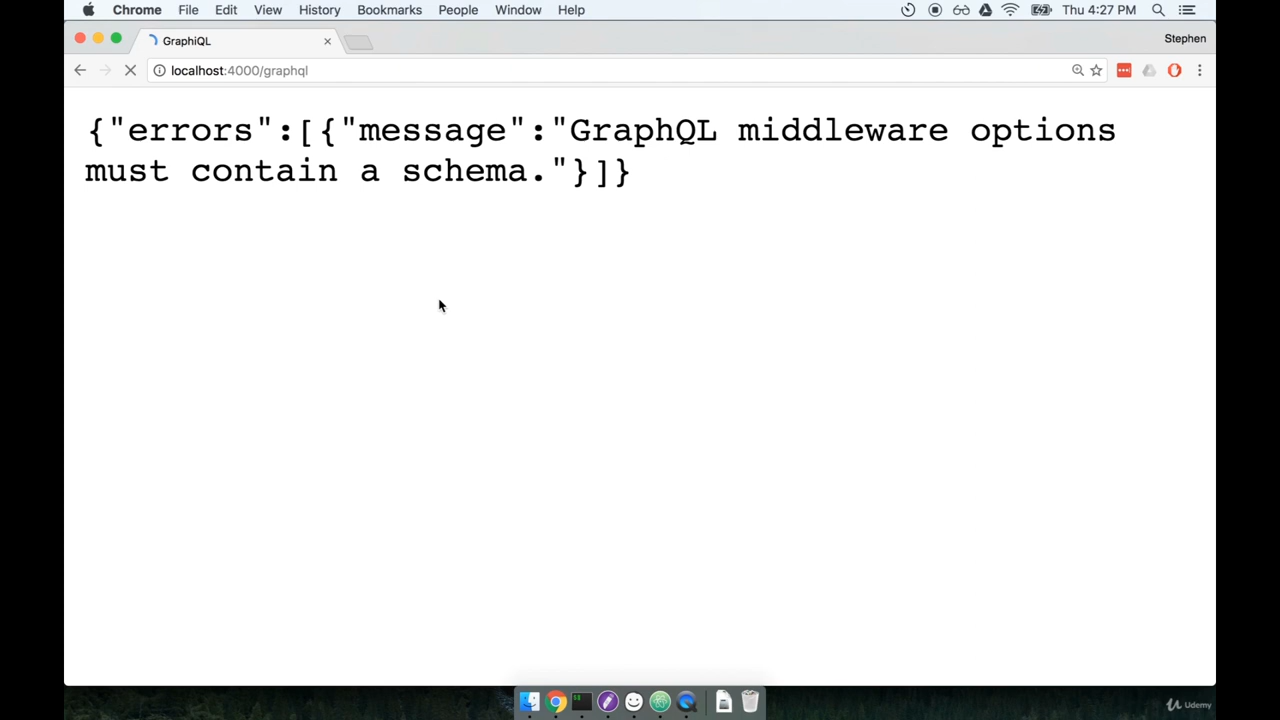 Chrome File Edit View History Bookmarks People Window Help Thu 4:27 PM
GraphiQL Stephen
localhost:4000/graphql
{"errors":[{"message":"GraphQL middleware options
must contain a schema."}]}
Udemy